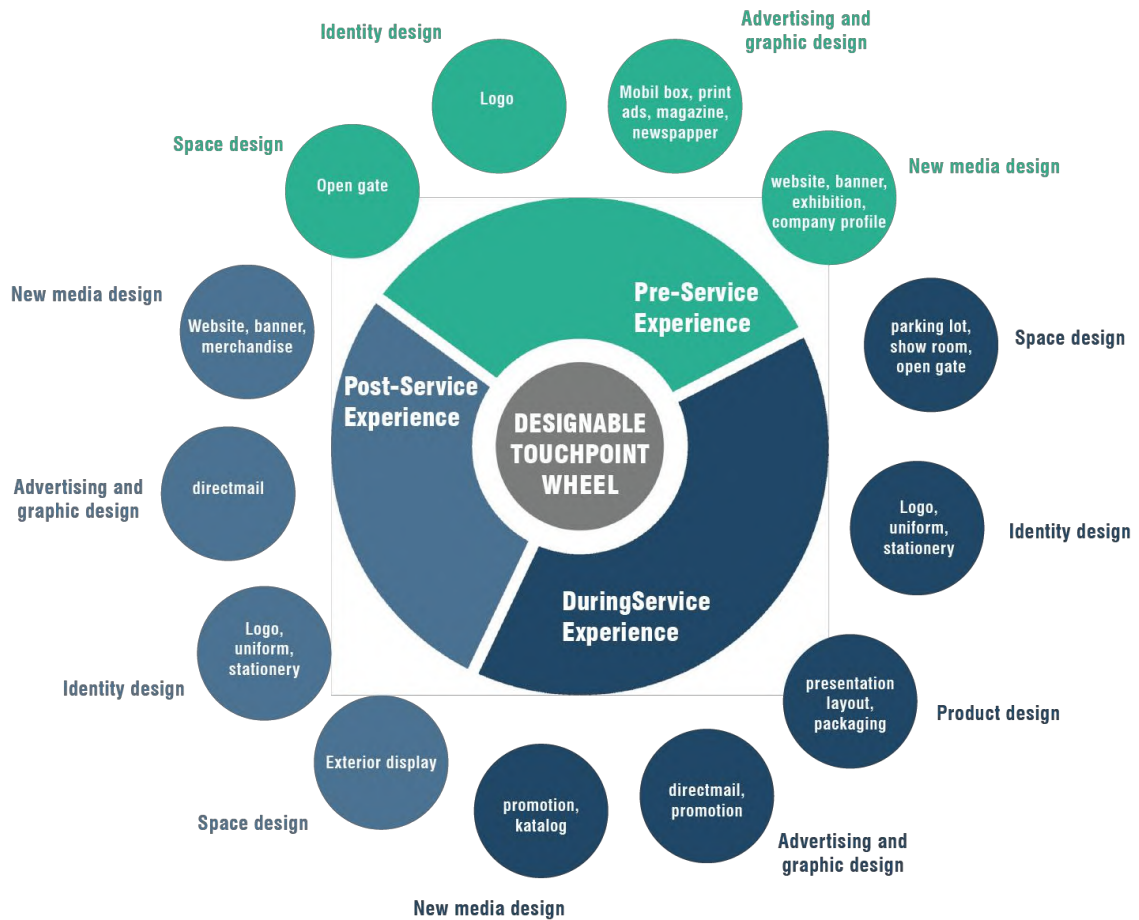 Identity design
Logo
Advertising and
graphic design
Mobil box, print
ads, magazine,
newspapper
Space design
Open gate
New media design
website, banner,
exhibition,
company profile
Pre-Service
Experience
New media design
Website, banner,
merchandise
parking lot,
show room,
open gate
Space design
Post-Service
Experience
DESIGNABLE
TOUCHPOINT
WHEEL
Advertising and
graphic design
directmail
Logo,
uniform,
stationery
Identity design
DuringService
Experience
Logo,
uniform,
stationery
Identity design
presentation
layout,
packaging
Product design
Exterior display
Space design
promotion,
katalog
New media design
directmail,
promotion
Advertising and
graphic design